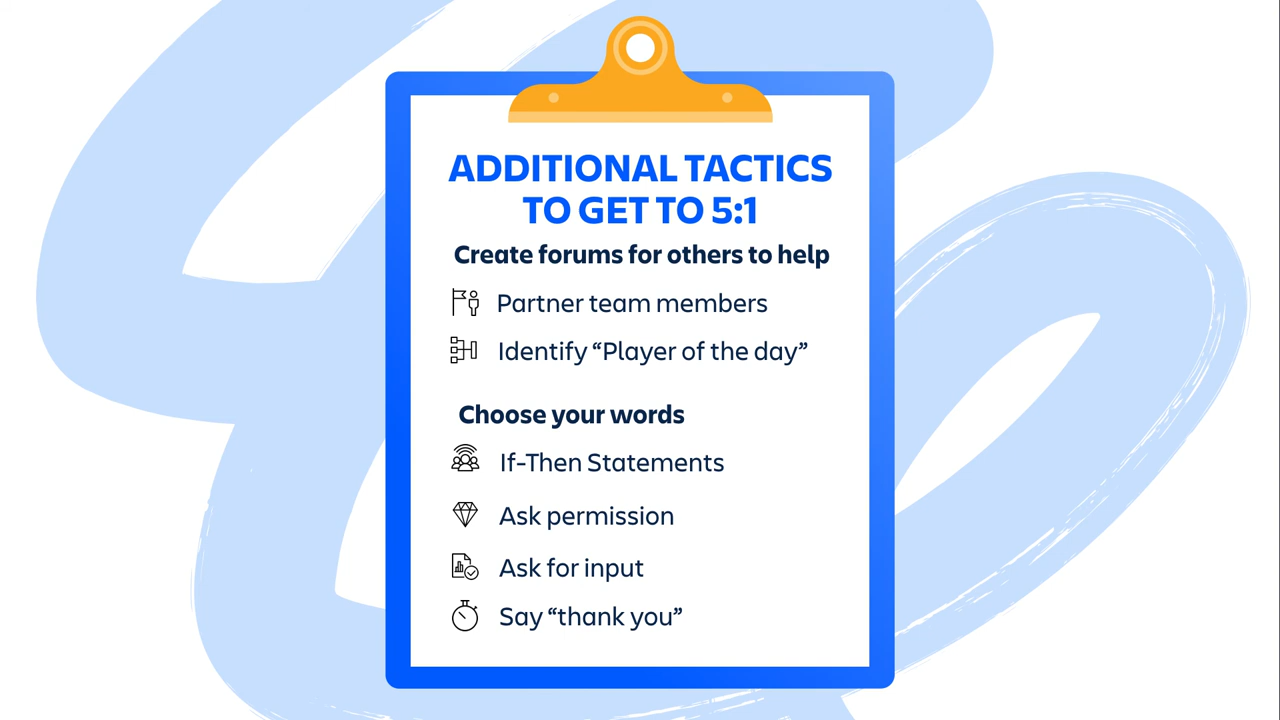 ADDITIONAL TACTICS
TO GET TO 5:1
Create forums for others to help
Partner team members
Identify “Player of the day”
Choose your words
If-Then Statements
Ask permission
Ask for input
Say “thank you”